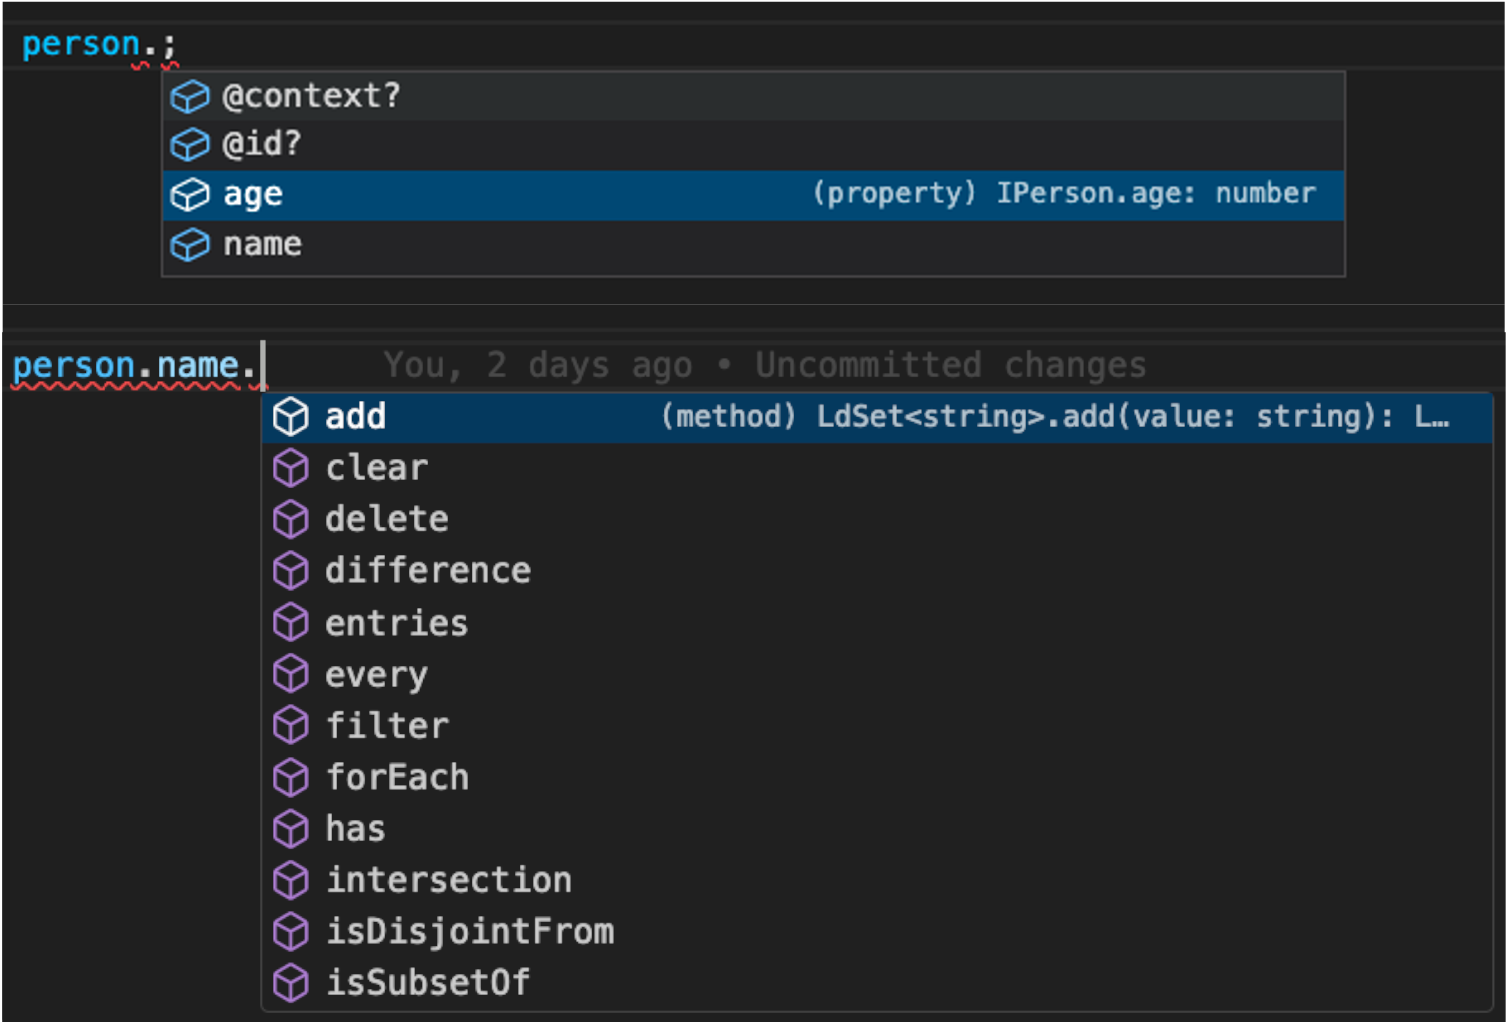 person.;
@context?
@id?
age (property) IPerson.age: number
name
person.name. You, 2 days ago • Uncommitted changes
add (method) LdSet<string>.add(value: string): L…
clear
delete
difference
entries
every
filter
forEach
has
intersection
isDisjointFrom
isSubsetOf